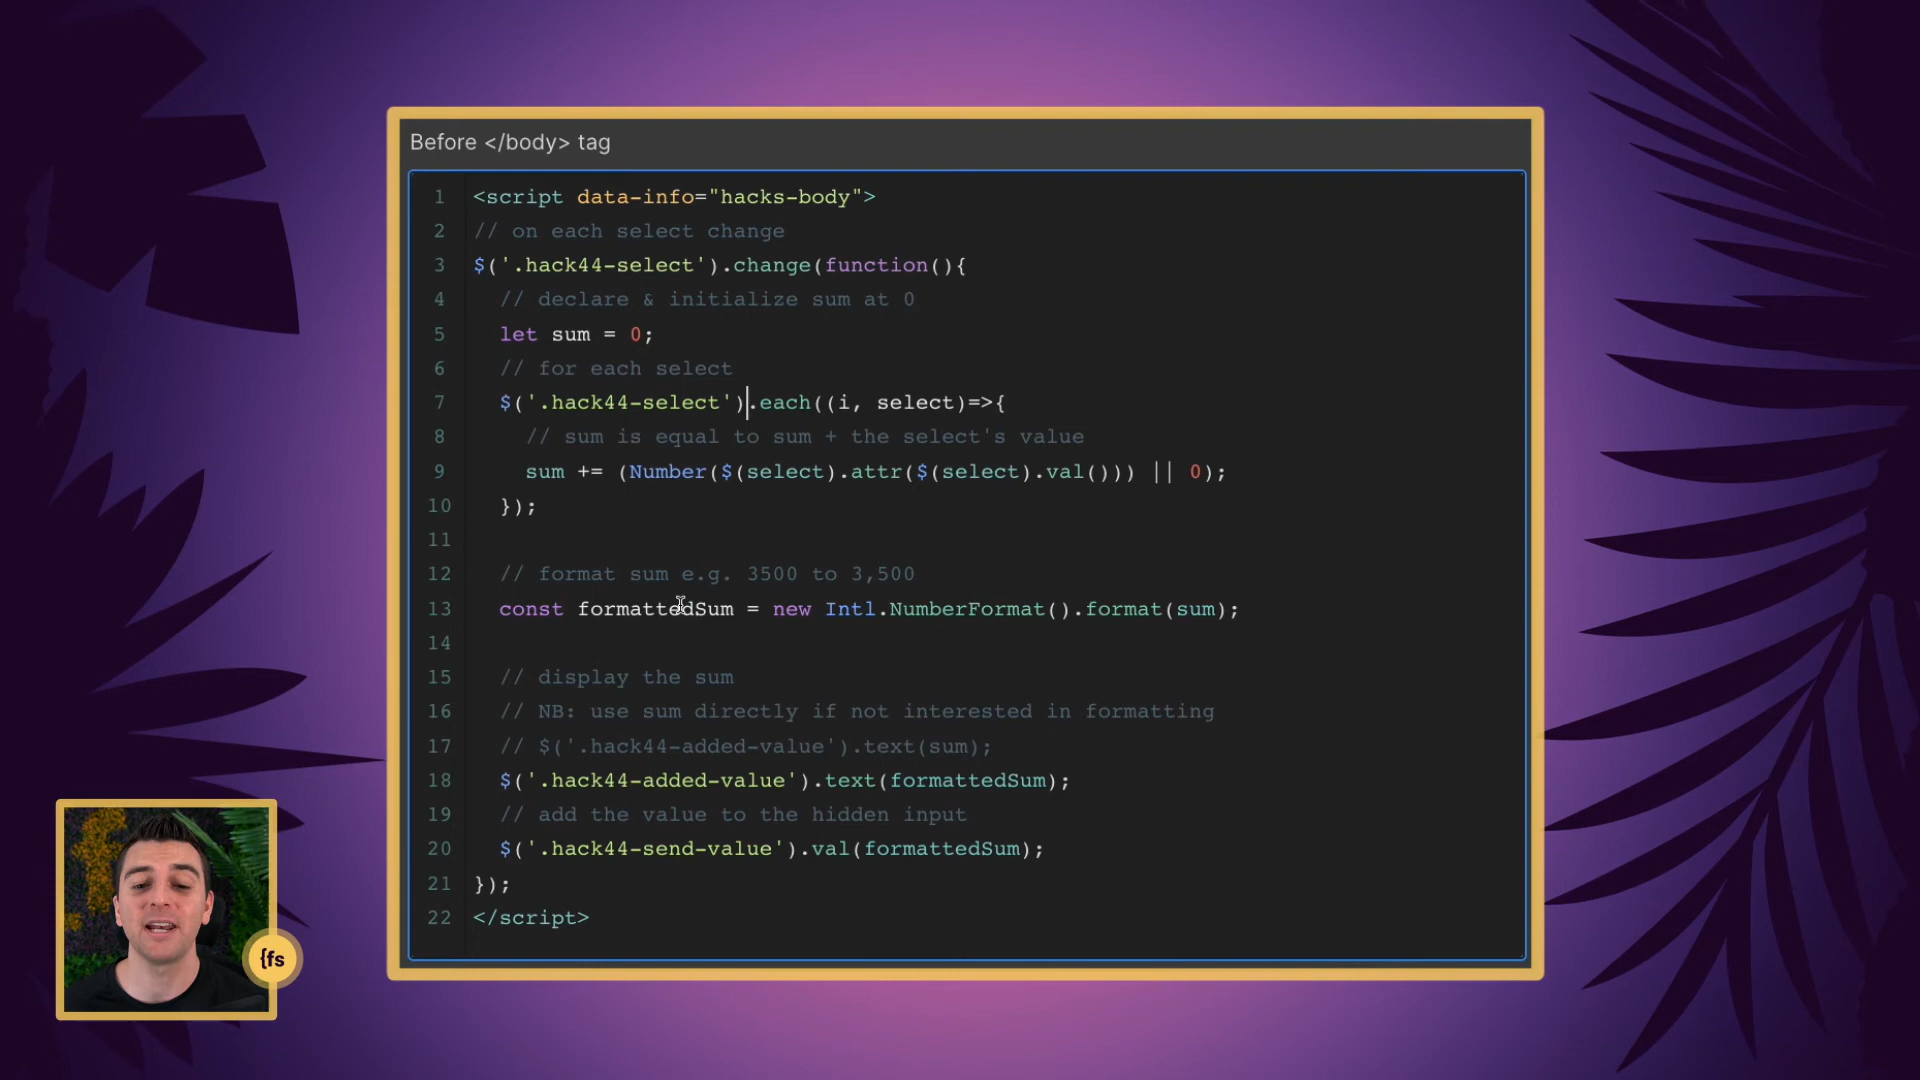 Before </body> tag
1 <script data-info="hacks-body">
2 // on each select change
3 $('.hack44-select').change(function(){
4   // declare & initialize sum at 0
5   let sum = 0;
6   // for each select
7   $('.hack44-select').each((i, select)=>{
8     // sum is equal to sum + the select's value
9     sum += (Number($(select).attr($(select).val())) || 0);
10   });
11
12   // format sum e.g. 3500 to 3,500
13   const formattedSum = new Intl.NumberFormat().format(sum);
14
15   // display the sum
16   // NB: use sum directly if not interested in formatting
17   // $('.hack44-added-value').text(sum);
18   $('.hack44-added-value').text(formattedSum);
19   // add the value to the hidden input
20   $('.hack44-send-value').val(formattedSum);
21 });
22 </script>
{fs